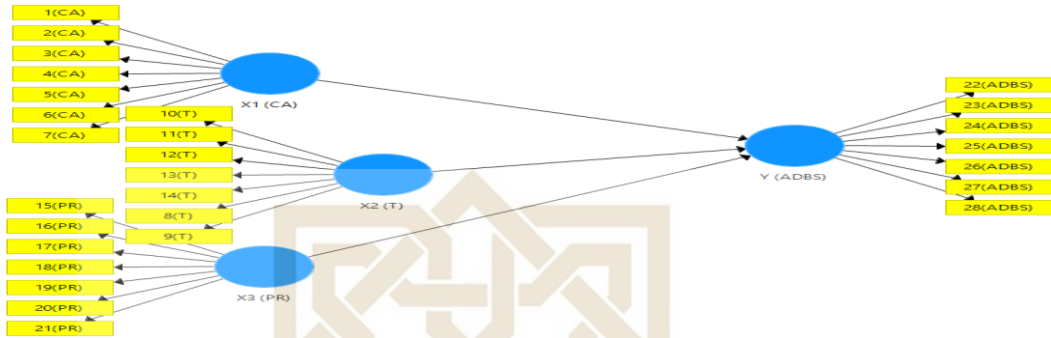 1(CA)
2(CA)
3(CA)
4(CA)
5(CA)
6(CA)
7(CA)
X1 (CA)
10(T)
11(T)
12(T)
13(T)
14(T)
8(T)
9(T)
X2 (T)
15(PR)
16(PR)
17(PR)
18(PR)
19(PR)
20(PR)
21(PR)
X3 (PR)
Y (ADBS)
22(ADBS)
23(ADBS)
24(ADBS)
25(ADBS)
26(ADBS)
27(ADBS)
28(ADBS)